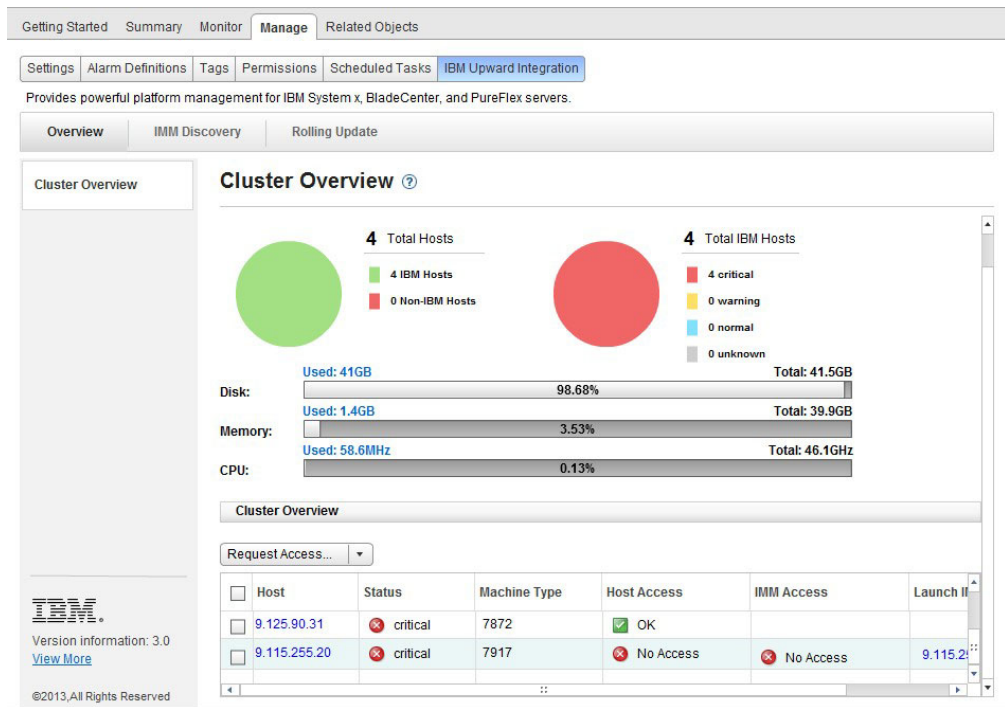 Getting Started Summary Monitor Manage Related Objects
Settings Alarm Definitions Tags Permissions Scheduled Tasks IBM Upward Integration
Provides powerful platform management for IBM System x, BladeCenter, and PureFlex servers.
Overview IMM Discovery Rolling Update
Cluster Overview
Cluster Overview ?
4 Total Hosts
4 IBM Hosts
0 Non-IBM Hosts
4 Total IBM Hosts
4 critical
0 warning
0 normal
0 unknown
Used: 41GB Total: 41.5GB
Disk: 98.68%
Used: 1.4GB Total: 39.9GB
Memory: 3.53%
Used: 58.6MHz Total: 46.1GHz
CPU: 0.13%
Cluster Overview
Request Access...
Host Status Machine Type Host Access IMM Access Launch
9.125.90.31 critical 7872 OK
9.115.255.20 critical 7917 No Access No Access 9.115.2
IBM.
Version information: 3.0
View More
©2013,All Rights Reserved